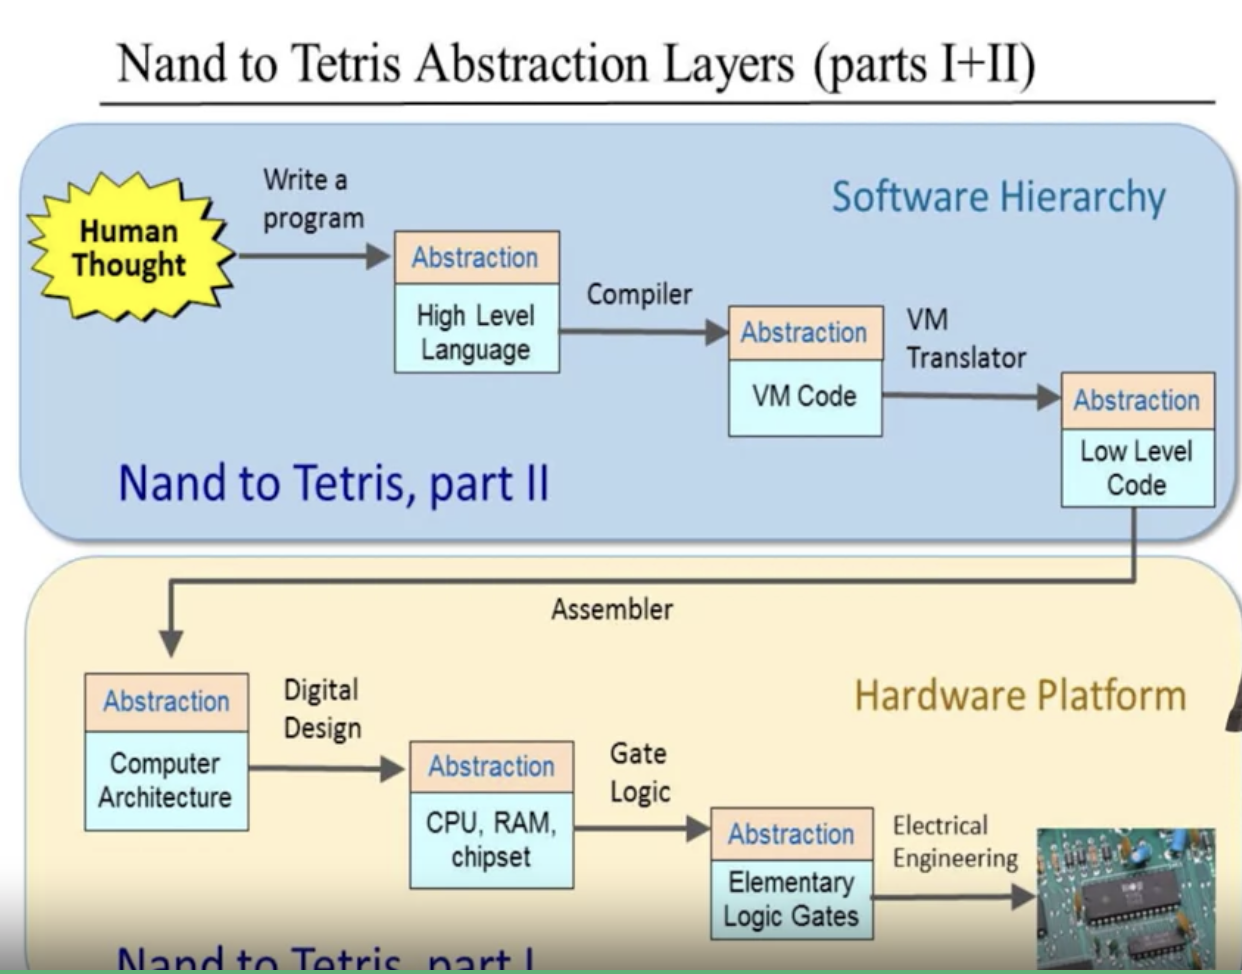 Nand to Tetris Abstraction Layers (parts I+II)
Software Hierarchy
Human
Thought
Write a
program
Abstraction
High Level
Language
Compiler
Abstraction
VM Code
VM
Translator
Abstraction
Low Level
Code
Nand to Tetris, part II
Assembler
Hardware Platform
Abstraction
Computer
Architecture
Digital
Design
Abstraction
CPU, RAM,
chipset
Gate
Logic
Abstraction
Elementary
Logic Gates
Electrical
Engineering
Nand to Tetris, part I